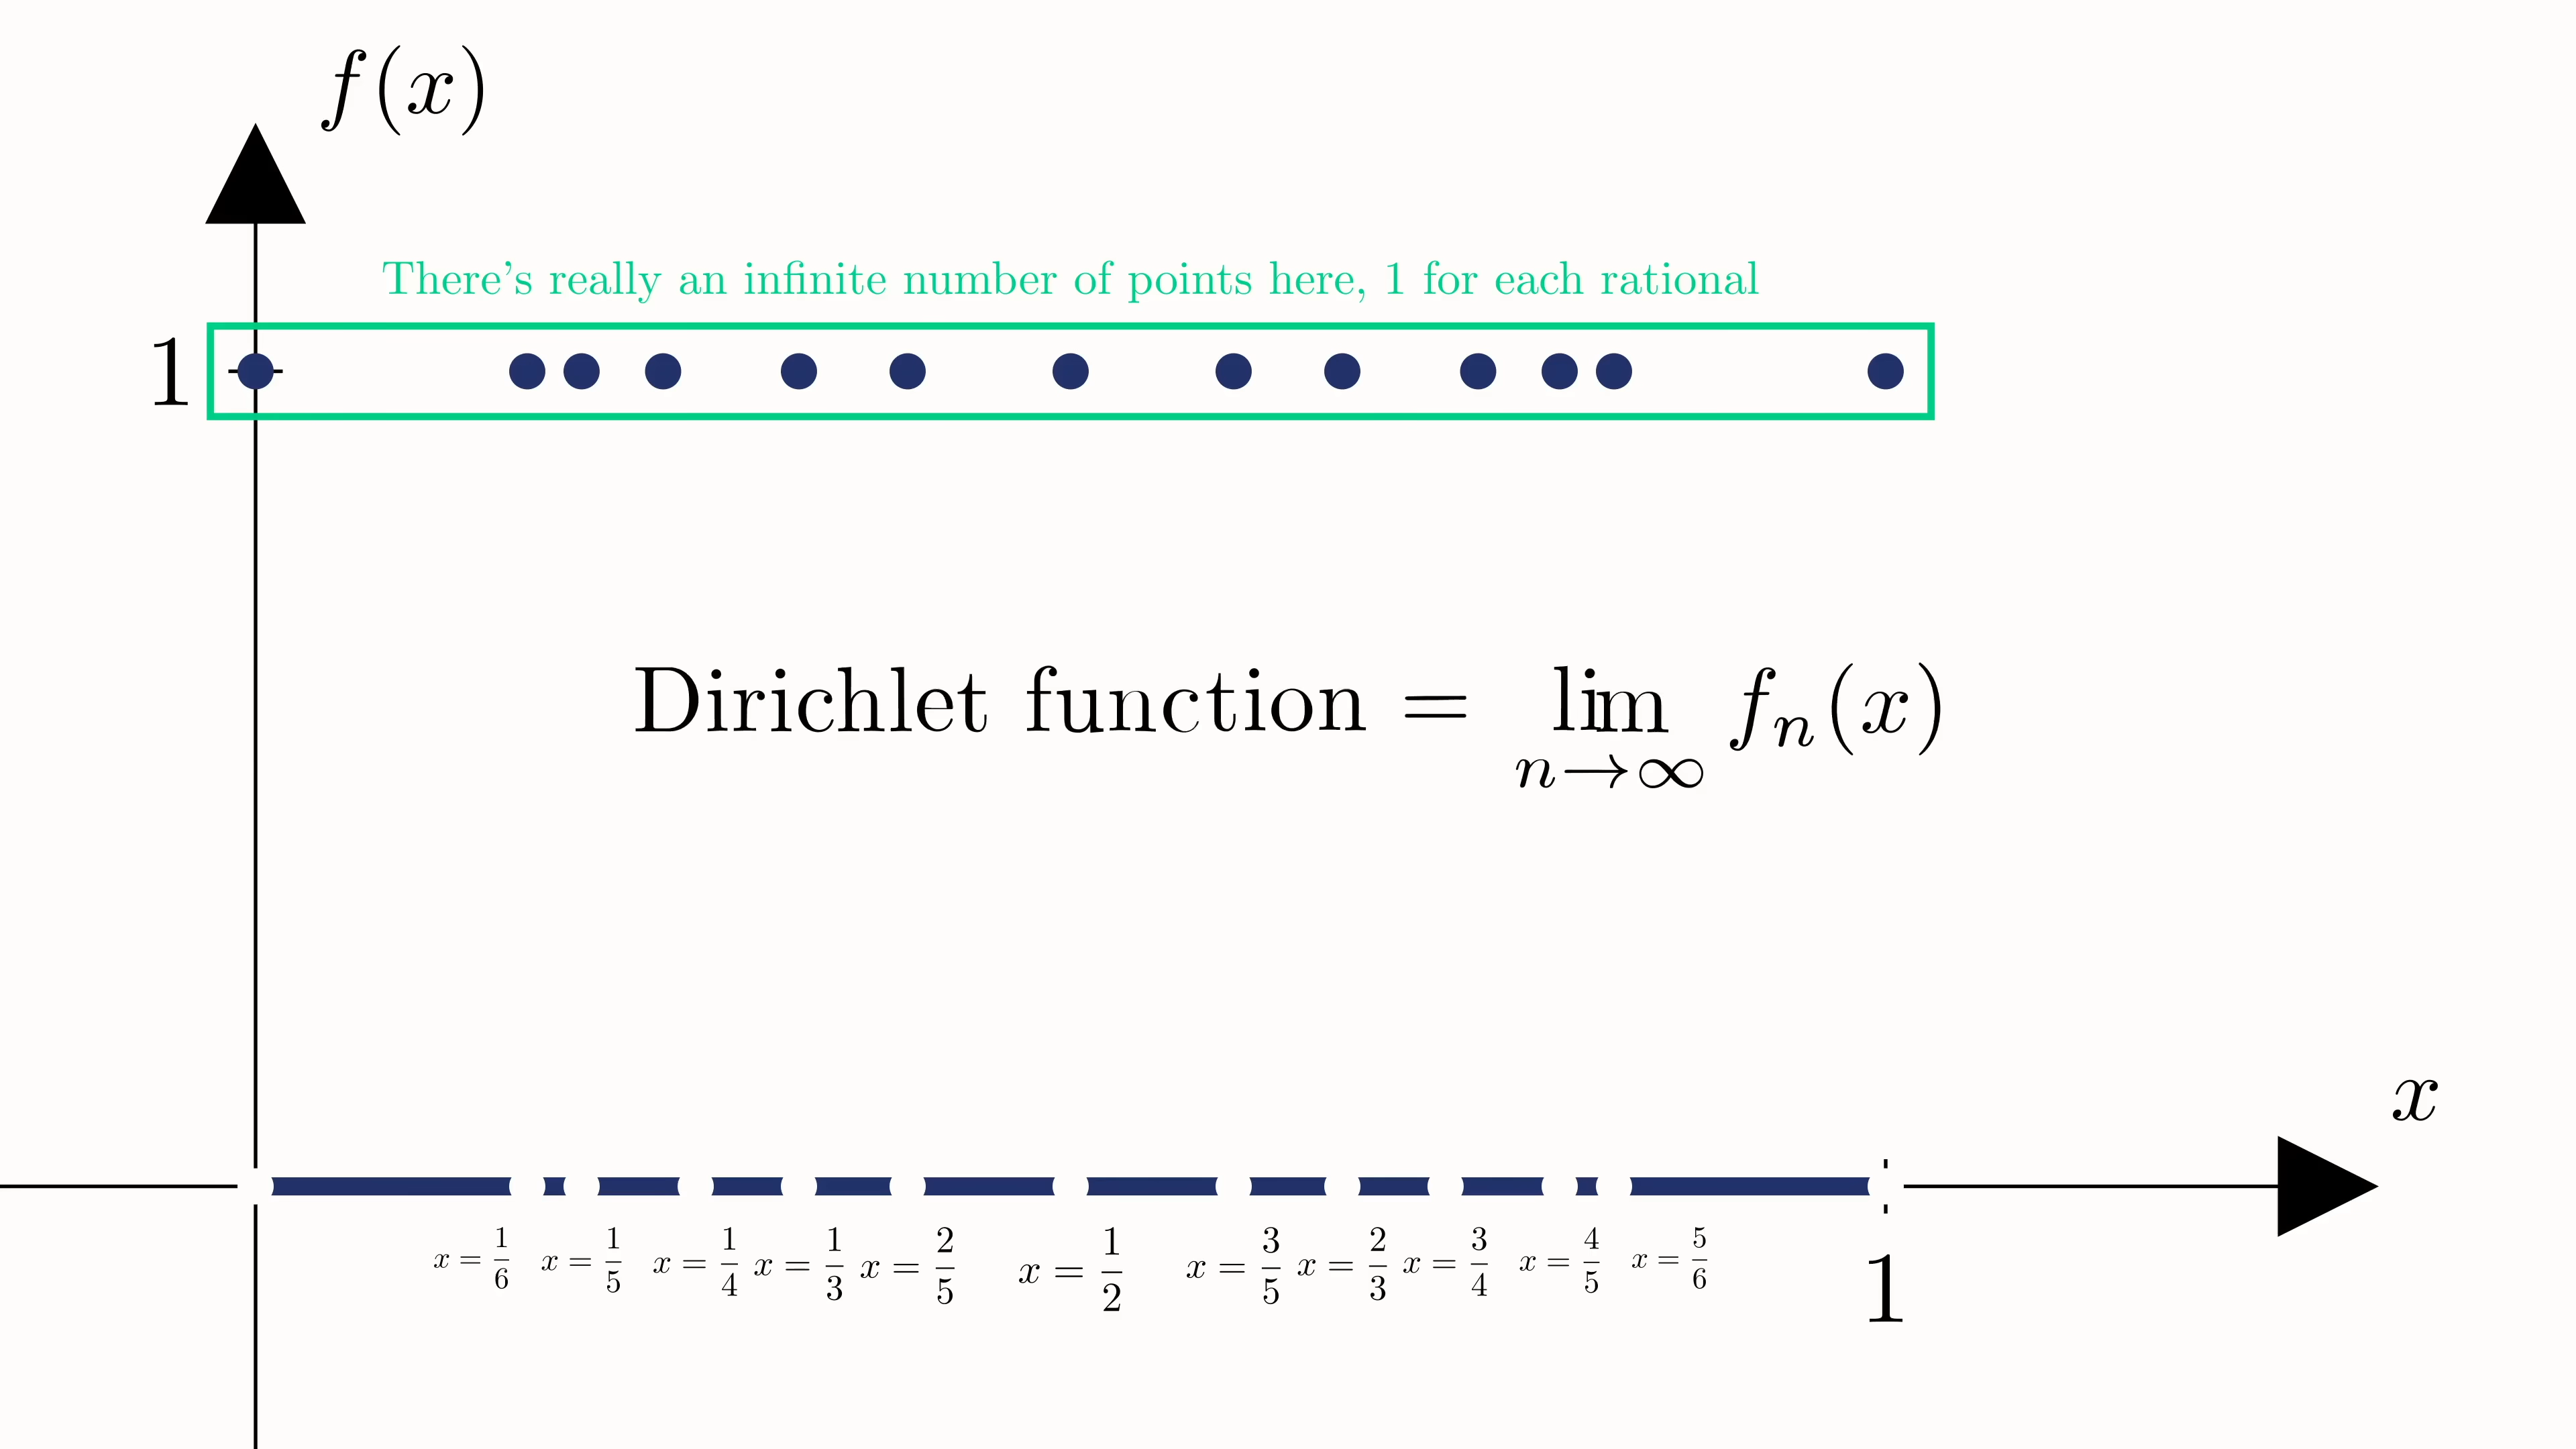 f(x)
There's really an infinite number of points here, 1 for each rational
1
Dirichlet function = lim n→∞ fₙ(x)
x
x = 1/6 x = 1/5 x = 1/4 x = 1/3 x = 2/5 x = 1/2 x = 3/5 x = 2/3 x = 3/4 x = 4/5 x = 5/6
1